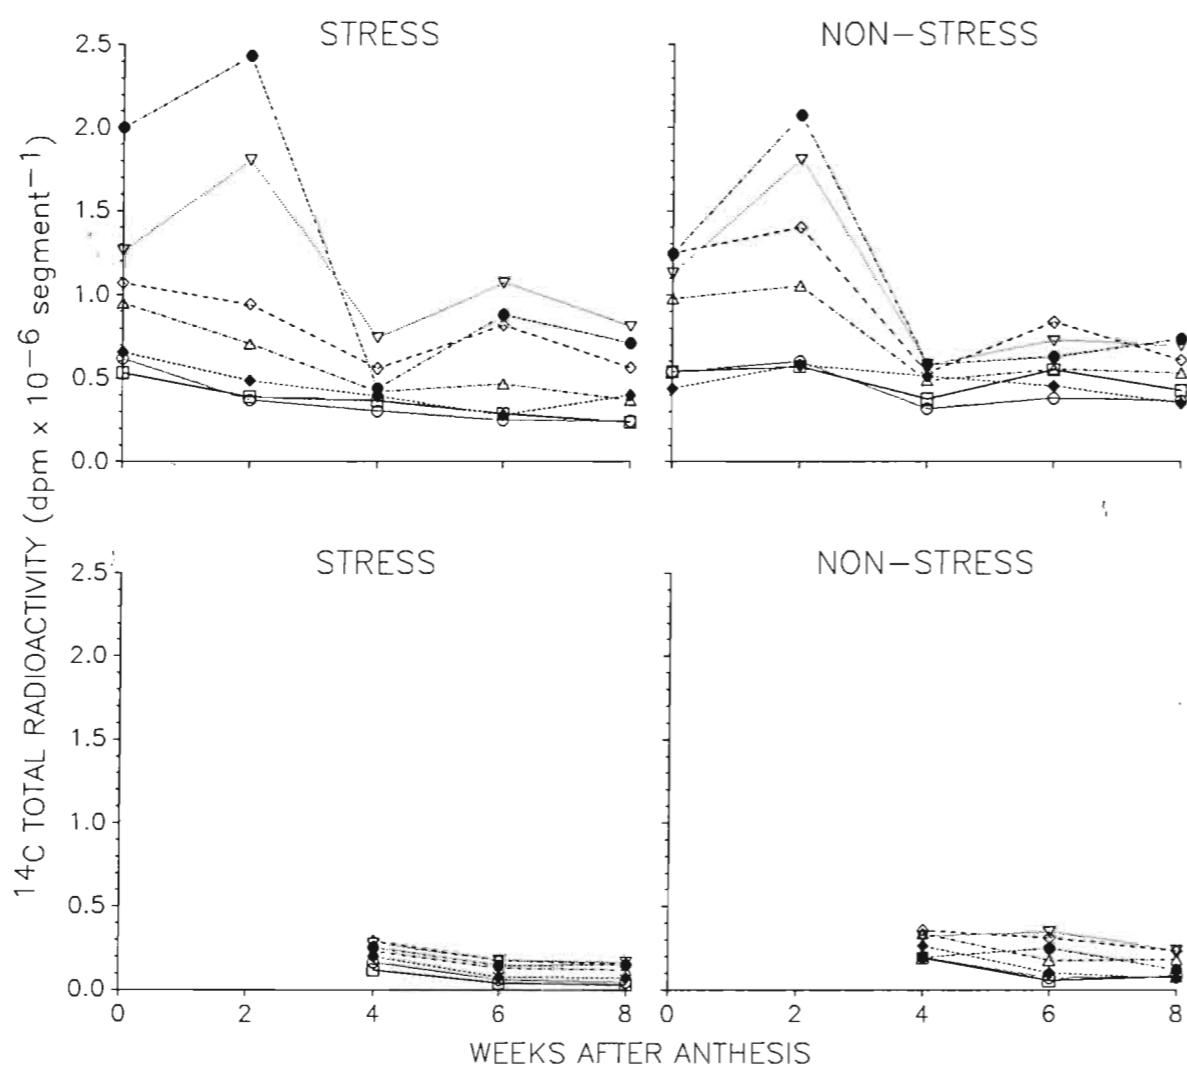 STRESS
NON-STRESS
2.5
2.0
1.5
1.0
0.5
0.0
14C TOTAL RADIOACTIVITY (dpm x 10-6 segment-1)
STRESS
NON-STRESS
2.5
2.0
1.5
1.0
0.5
0.0
0 2 4 6 8 0 2 4 6 8
WEEKS AFTER ANTHESIS